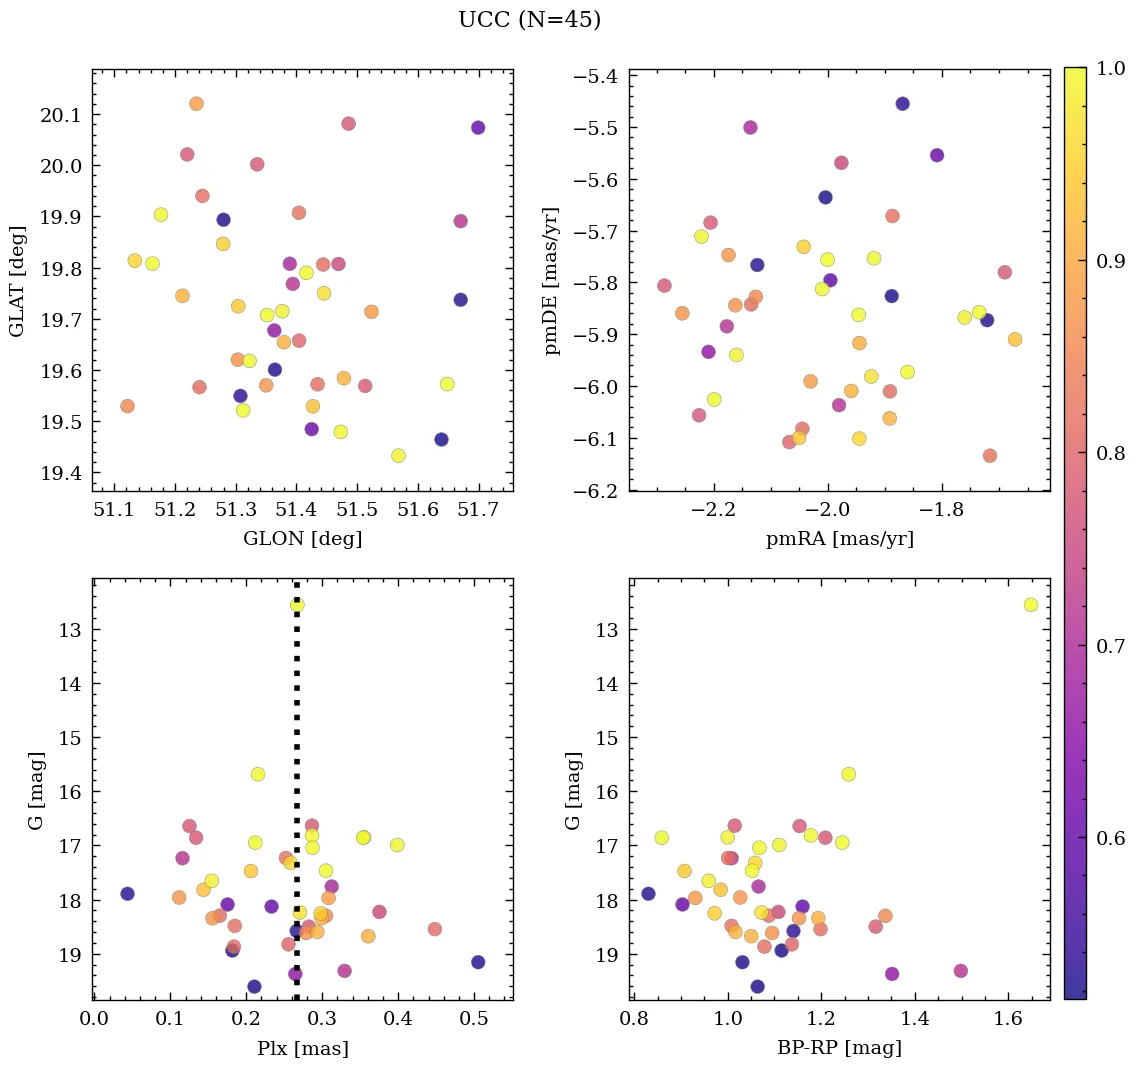 UCC (N=45)
20.1
20.0
19.9
19.8
19.7
19.6
19.5
19.4
GLAT [deg]
51.1 51.2 51.3 51.4 51.5 51.6 51.7
GLON [deg]
−5.4
−5.5
−5.6
−5.7
−5.8
−5.9
−6.0
−6.1
−6.2
pmDE [mas/yr]
−2.2 −2.0 −1.8
pmRA [mas/yr]
13
14
15
16
17
18
19
G [mag]
0.0 0.1 0.2 0.3 0.4 0.5
Plx [mas]
13
14
15
16
17
18
19
G [mag]
0.8 1.0 1.2 1.4 1.6
BP-RP [mag]
1.0
0.9
0.8
0.7
0.6